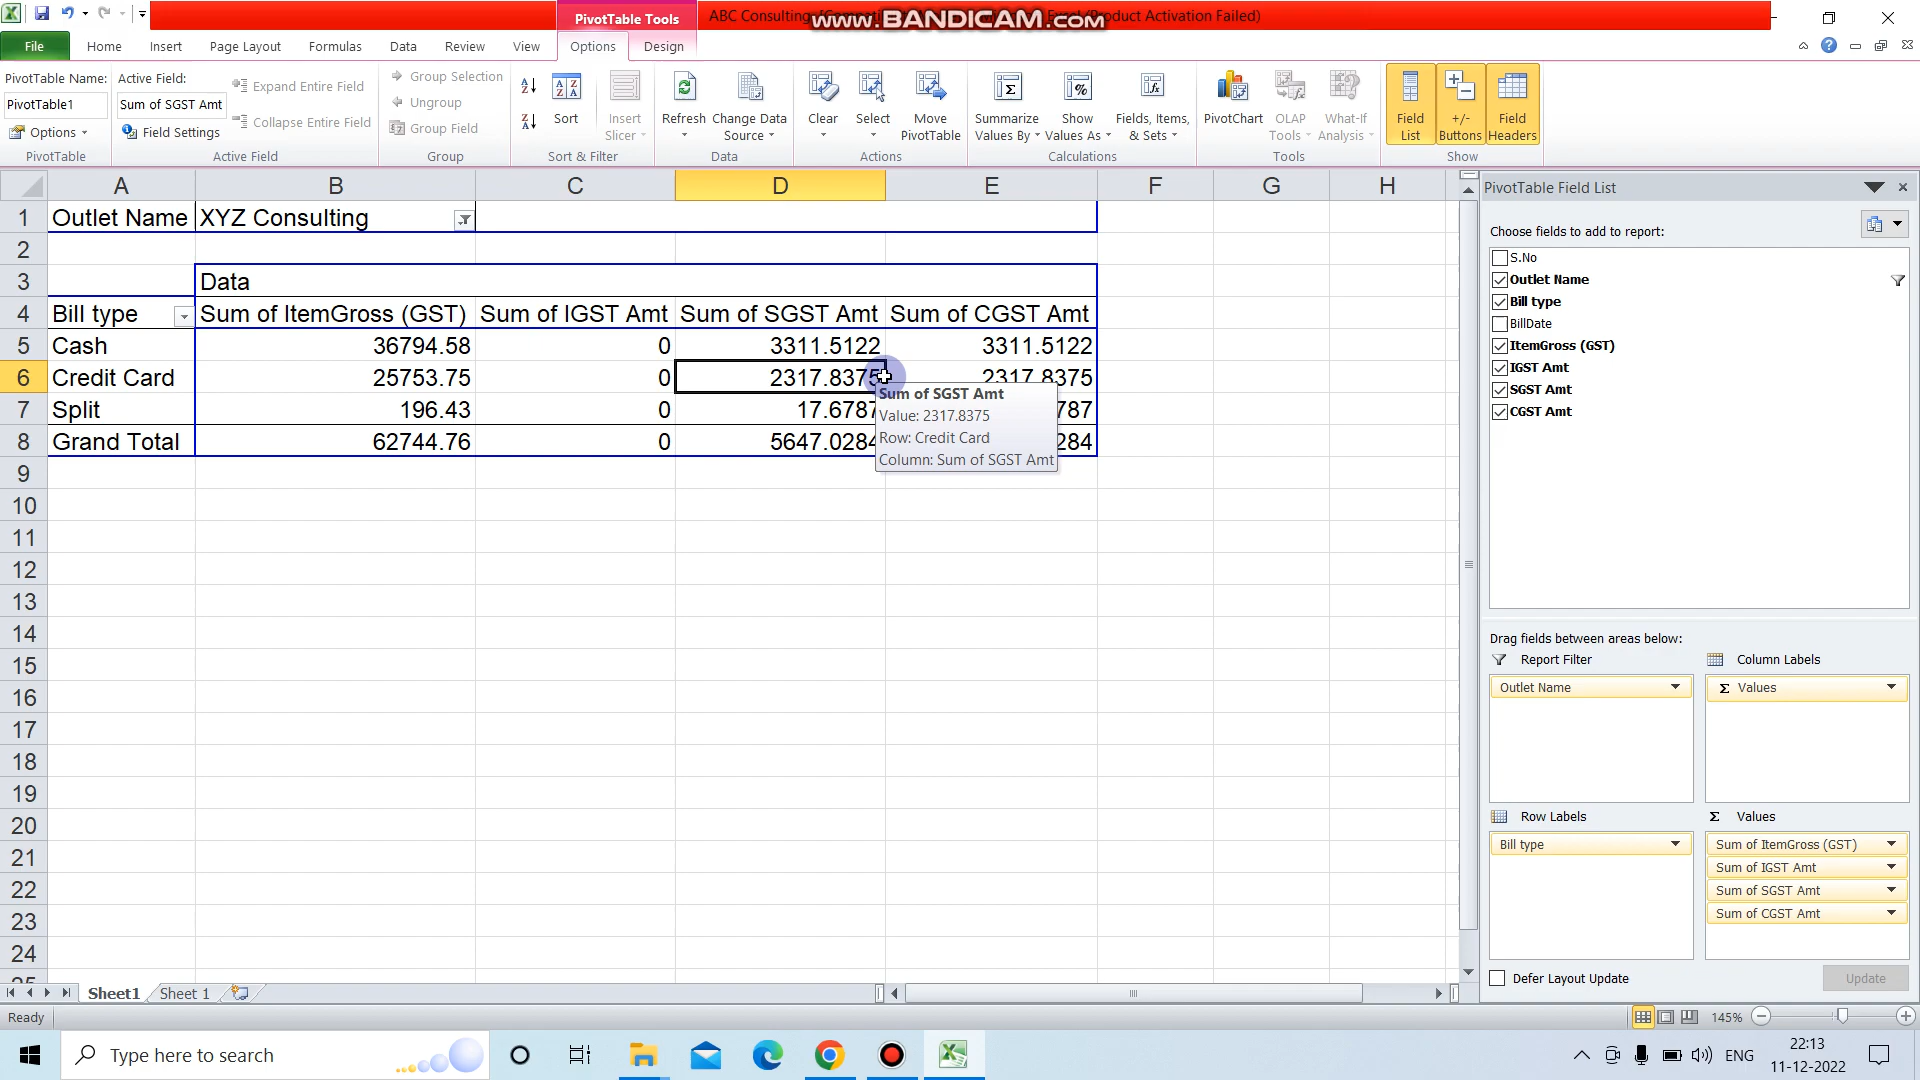 PivotTable Tools
ABC Consulting
www.BANDICAM.com
Excel (Product Activation Failed)
File Home Insert Page Layout Formulas Data Review View Options Design
PivotTable Name:
PivotTable1
Options
PivotTable
Active Field:
Sum of SGST Amt
Field Settings
Expand Entire Field
Collapse Entire Field
Active Field
Group Selection
Ungroup
Group Field
Group
Sort
Insert Slicer
Sort & Filter
Refresh
Change Data Source
Data
Clear
Select
Move PivotTable
Actions
Summarize Values By
Show Values As
Fields, Items, & Sets
Calculations
PivotChart
OLAP Tools
What-If Analysis
Tools
Field List
+/- Buttons
Field Headers
Show
A B C D E F G H
1 Outlet Name XYZ Consulting
2
3 Data
4 Bill type Sum of ItemGross (GST) Sum of IGST Amt Sum of SGST Amt Sum of CGST Amt
5 Cash 36794.58 0 3311.5122 3311.5122
6 Credit Card 25753.75 0 2317.8375 2317.8375
7 Split 196.43 0 17.6787 787
8 Grand Total 62744.76 0 5647.0284 284
Sum of SGST Amt
Value: 2317.8375
Row: Credit Card
Column: Sum of SGST Amt
9
10
11
12
13
14
15
16
17
18
19
20
21
22
23
24
PivotTable Field List
Choose fields to add to report:
S.No
Outlet Name
Bill type
BillDate
ItemGross (GST)
IGST Amt
SGST Amt
CGST Amt
Drag fields between areas below:
Report Filter
Outlet Name
Column Labels
Σ Values
Row Labels
Bill type
Σ Values
Sum of ItemGross (GST)
Sum of IGST Amt
Sum of SGST Amt
Sum of CGST Amt
Defer Layout Update
Update
Sheet1 Sheet 1
Ready
145%
Type here to search
ENG
22:13
11-12-2022